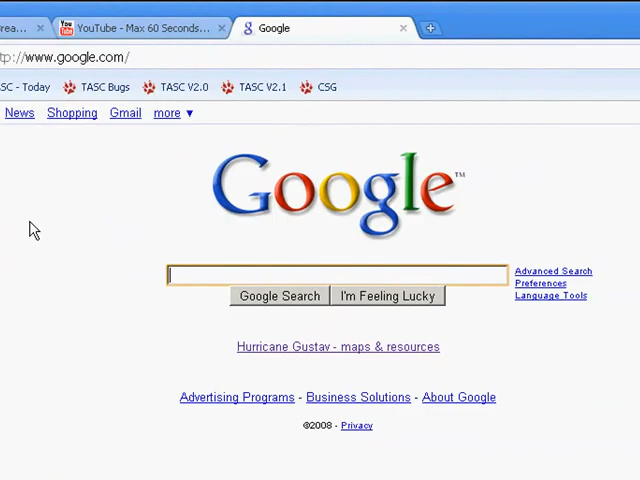 rea...
YouTube - Max 60 Seconds...
Google
tp://www.google.com/
SC - Today
TASC Bugs
TASC V2.0
TASC V2.1
CSG
News Shopping Gmail more ▼
Google™
Advanced Search
Preferences
Language Tools
Google Search
I'm Feeling Lucky
Hurricane Gustav - maps & resources
Advertising Programs - Business Solutions - About Google
©2008 - Privacy